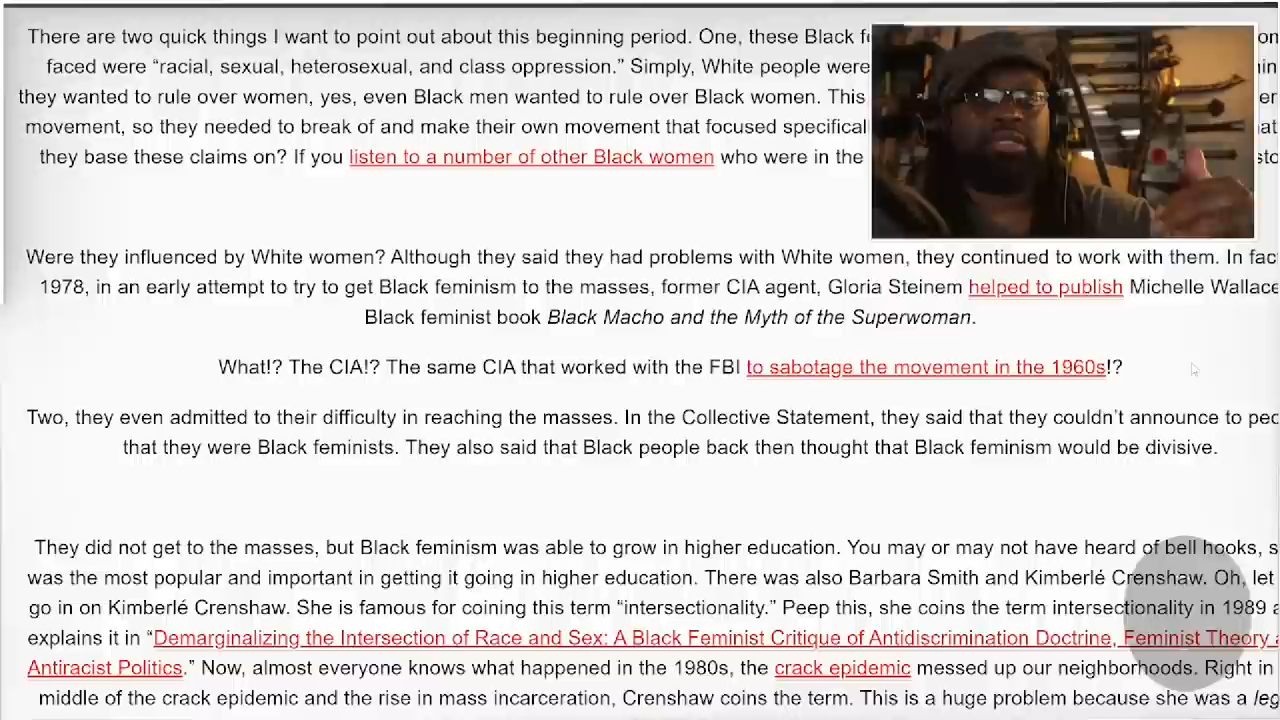 There are two quick things I want to point out about this beginning period. One, these Black
faced were “racial, sexual, heterosexual, and class oppression.” Simply, White people were
they wanted to rule over women, yes, even Black men wanted to rule over Black women. This
movement, so they needed to break of and make their own movement that focused
they base these claims on? If you listen to a number of other Black women who were in the
Were they influenced by White women? Although they said they had problems with White women, they continued to work with them. In
1978, in an early attempt to try to get Black feminism to the masses, former CIA agent, Gloria Steinem helped to publish Michelle Wallace
Black feminist book Black Macho and the Myth of the Superwoman.
What!? The CIA!? The same CIA that worked with the FBI to sabotage the movement in the 1960s!?
Two, they even admitted to their difficulty in reaching the masses. In the Collective Statement, they said that they couldn’t announce to
that they were Black feminists. They also said that Black people back then thought that Black feminism would be divisive.
They did not get to the masses, but Black feminism was able to grow in higher education. You may or may not have heard of bell hooks,
was the most popular and important in getting it going in higher education. There was also Barbara Smith and Kimberlé Crenshaw. Oh, let
go in on Kimberlé Crenshaw. She is famous for coining this term “intersectionality.” Peep this, she coins the term intersectionality in 1989
explains it in “Demarginalizing the Intersection of Race and Sex: A Black Feminist Critique of Antidiscrimination Doctrine, Feminist Theory
Antiracist Politics.” Now, almost everyone knows what happened in the 1980s, the crack epidemic messed up our neighborhoods. Right in
middle of the crack epidemic and the rise in mass incarceration, Crenshaw coins the term. This is a huge problem because she was a